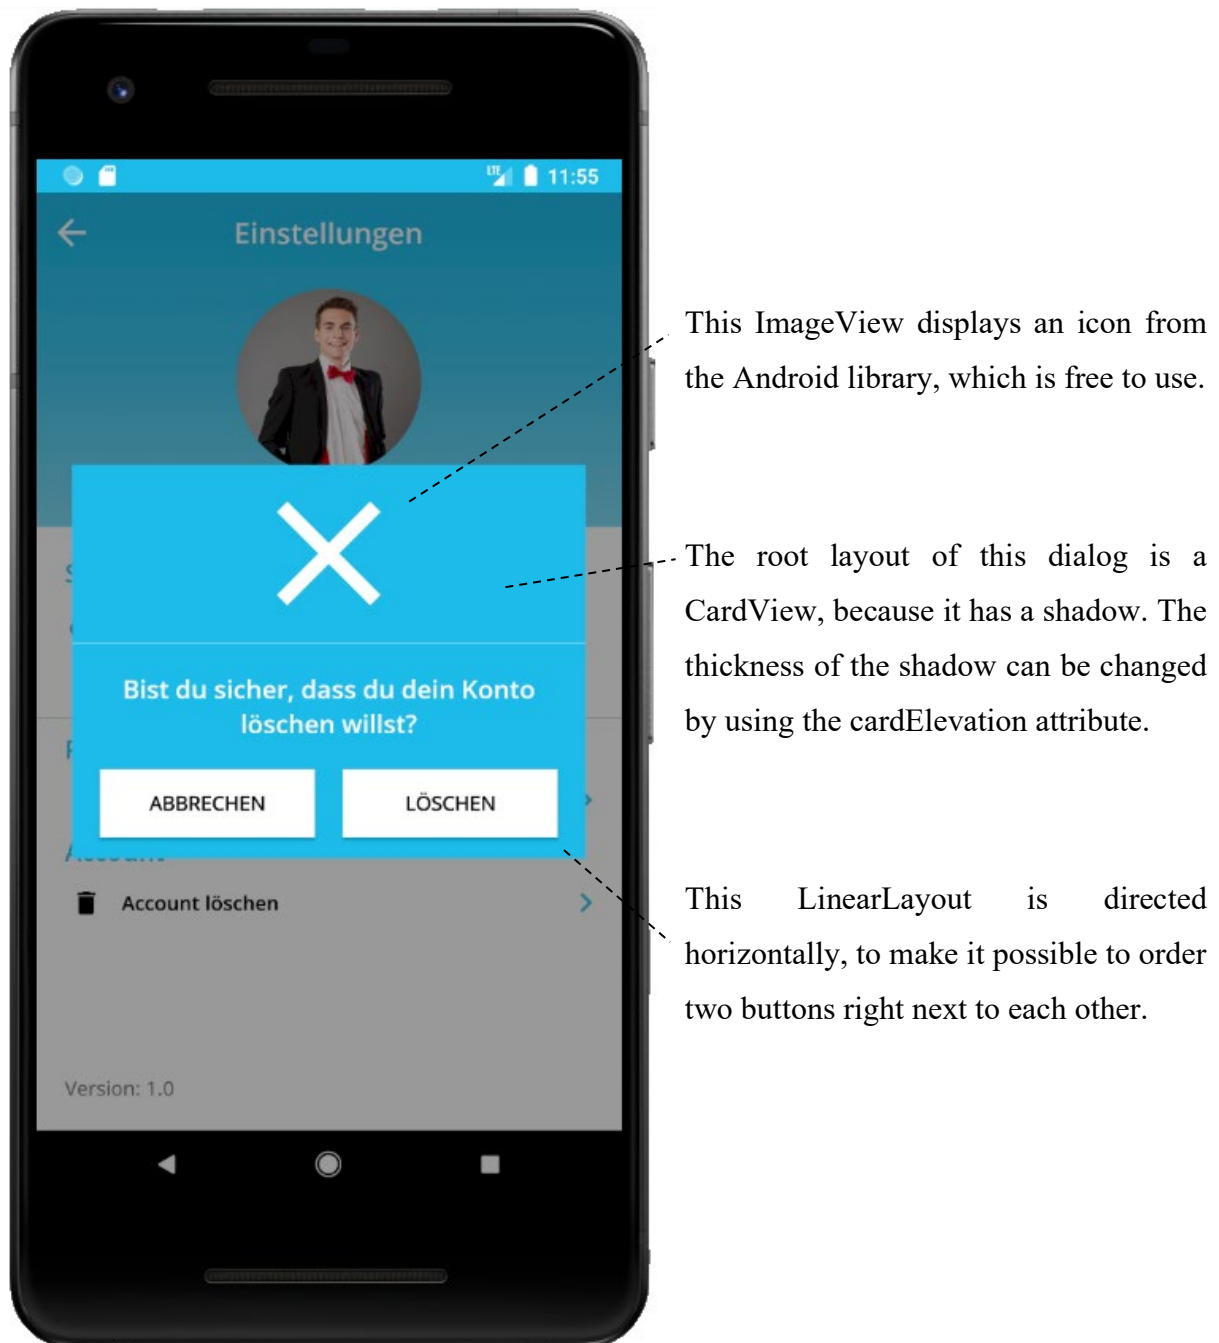 LTE 11:55
Einstellungen
Bist du sicher, dass du dein Konto
löschen willst?
ABBRECHEN LÖSCHEN
Account löschen
Version: 1.0
This ImageView displays an icon from
the Android library, which is free to use.
The root layout of this dialog is a
CardView, because it has a shadow. The
thickness of the shadow can be changed
by using the cardElevation attribute.
This LinearLayout is directed
horizontally, to make it possible to order
two buttons right next to each other.